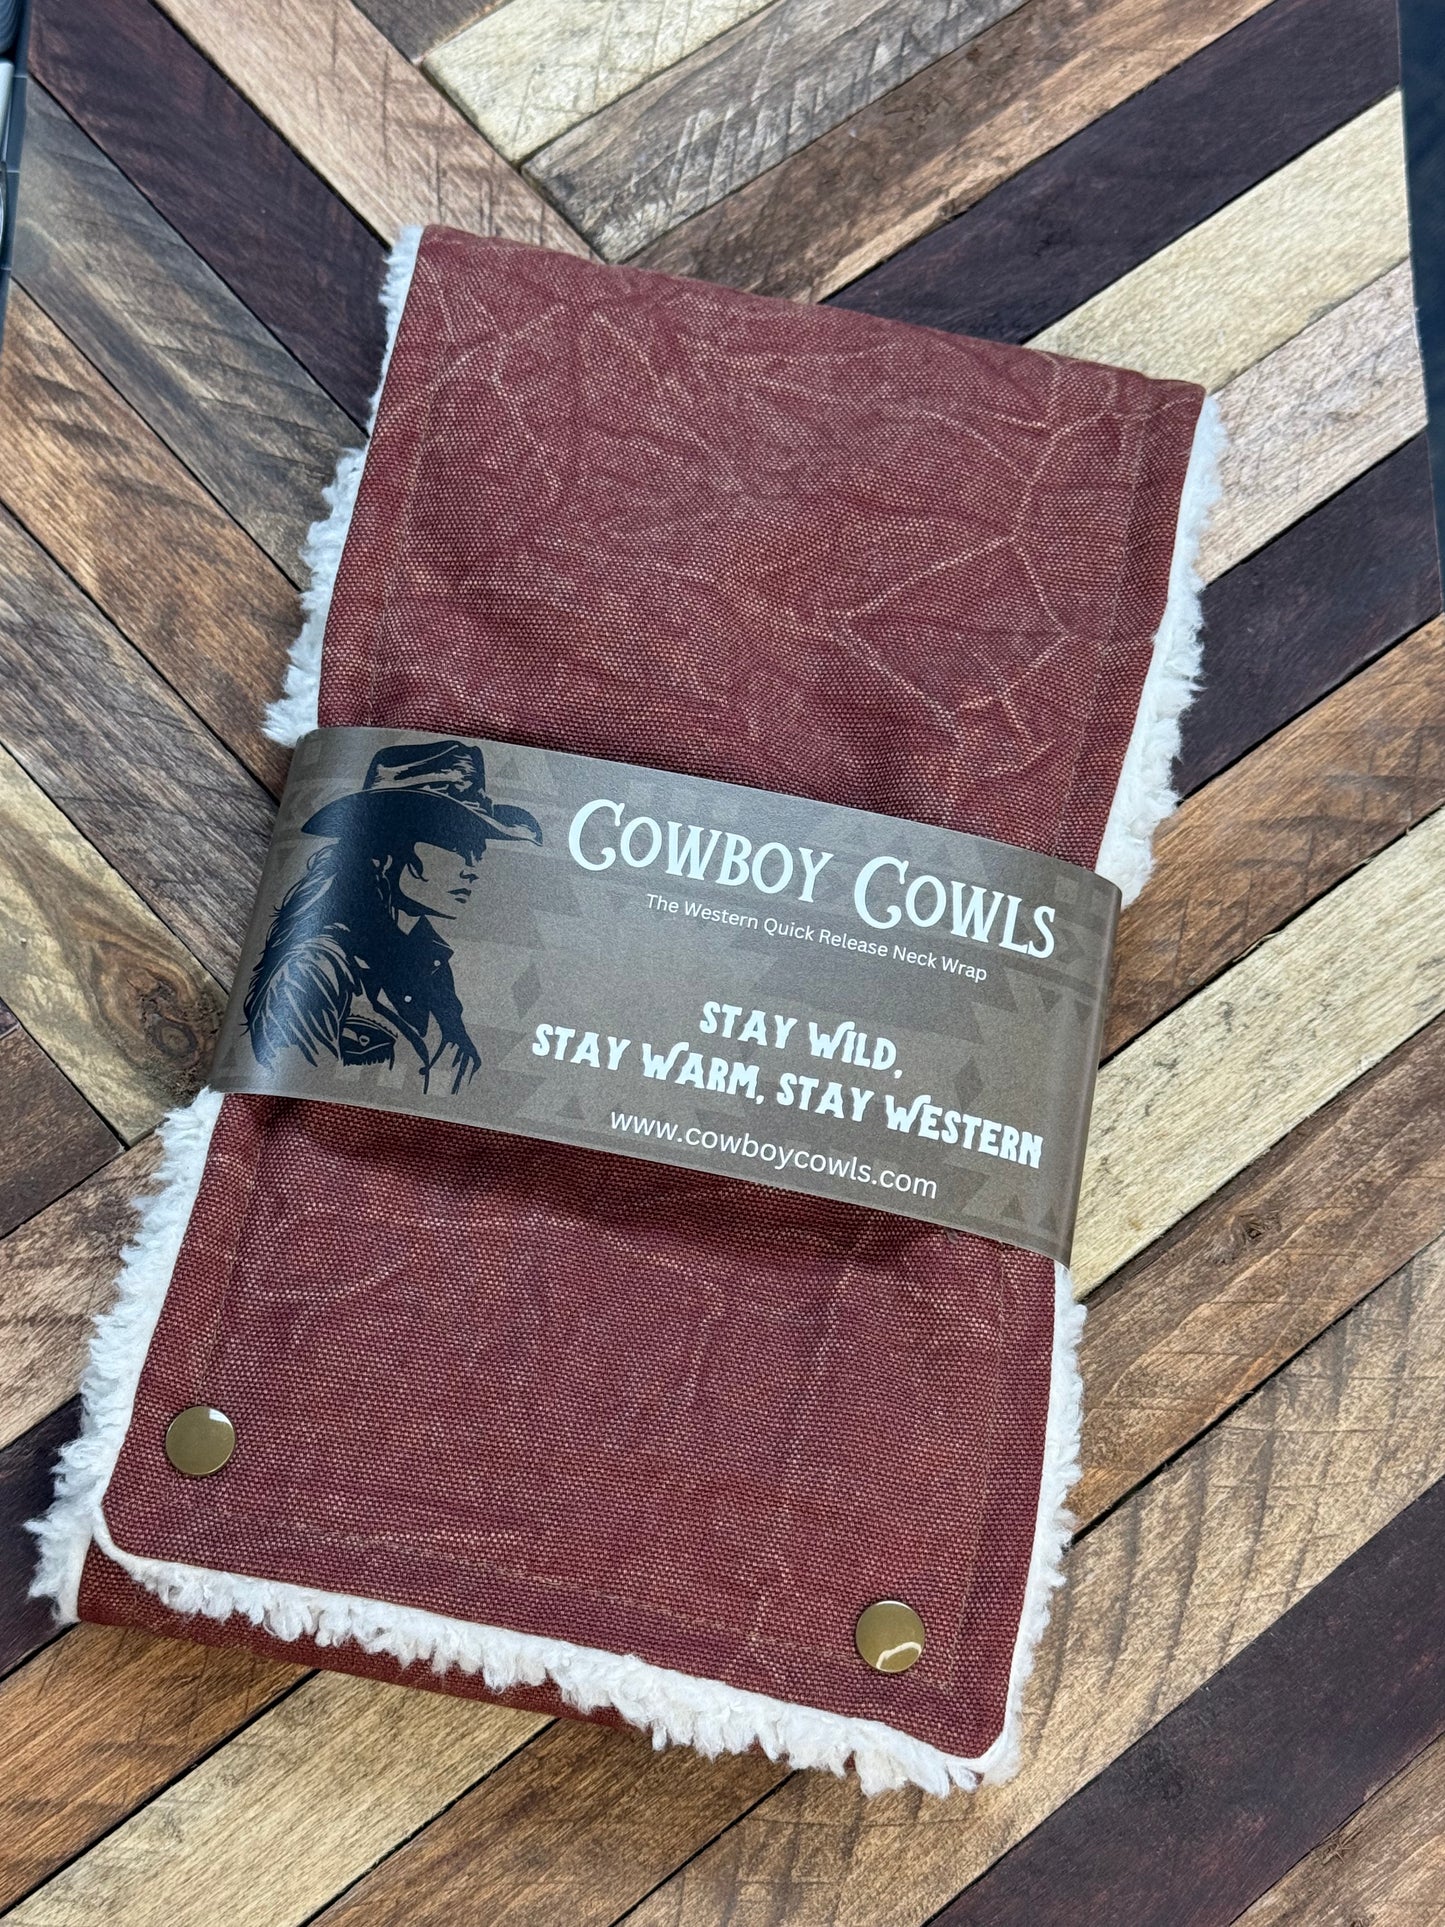 COWBOY COWLS
The Western Quick Release Neck Wrap
STAY WILD,
STAY WARM, STAY WESTERN
www.cowboycowls.com